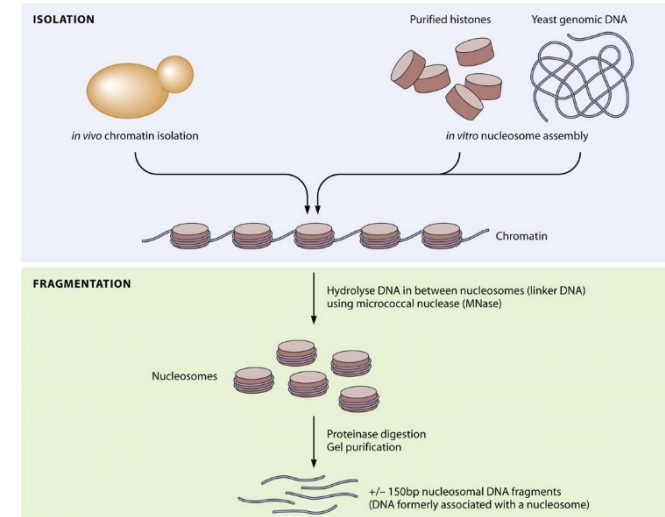 ISOLATION
Purified histones
Yeast genomic DNA
in vivo chromatin isolation
in vitro nucleosome assembly
Chromatin
FRAGMENTATION
Hydrolyse DNA in between nucleosomes (linker DNA)
using micrococcal nuclease (MNase)
Nucleosomes
Proteinase digestion
Gel purification
+/– 150bp nucleosomal DNA fragments
(DNA formerly associated with a nucleosome)